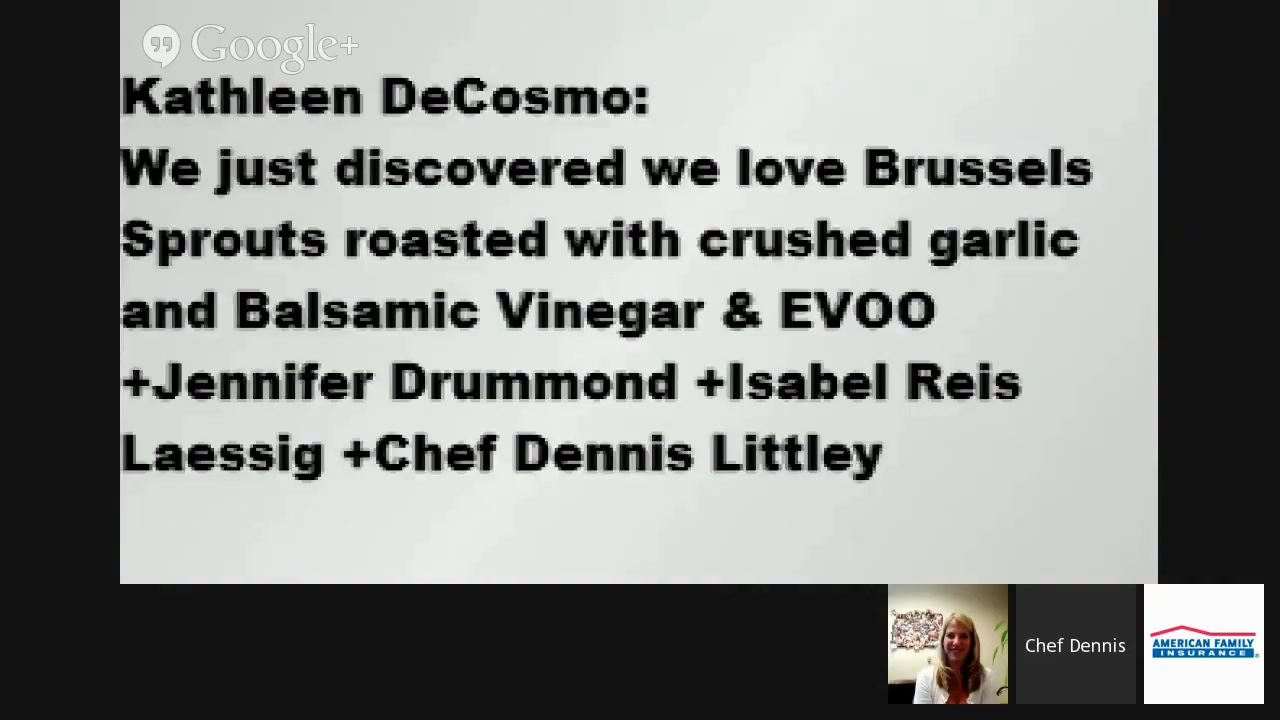 Google+
Kathleen DeCosmo:
We just discovered we love Brussels
Sprouts roasted with crushed garlic
and Balsamic Vinegar & EVOO
+Jennifer Drummond +Isabel Reis
Laessig +Chef Dennis Littley
Chef Dennis
AMERICAN FAMILY
INSURANCE